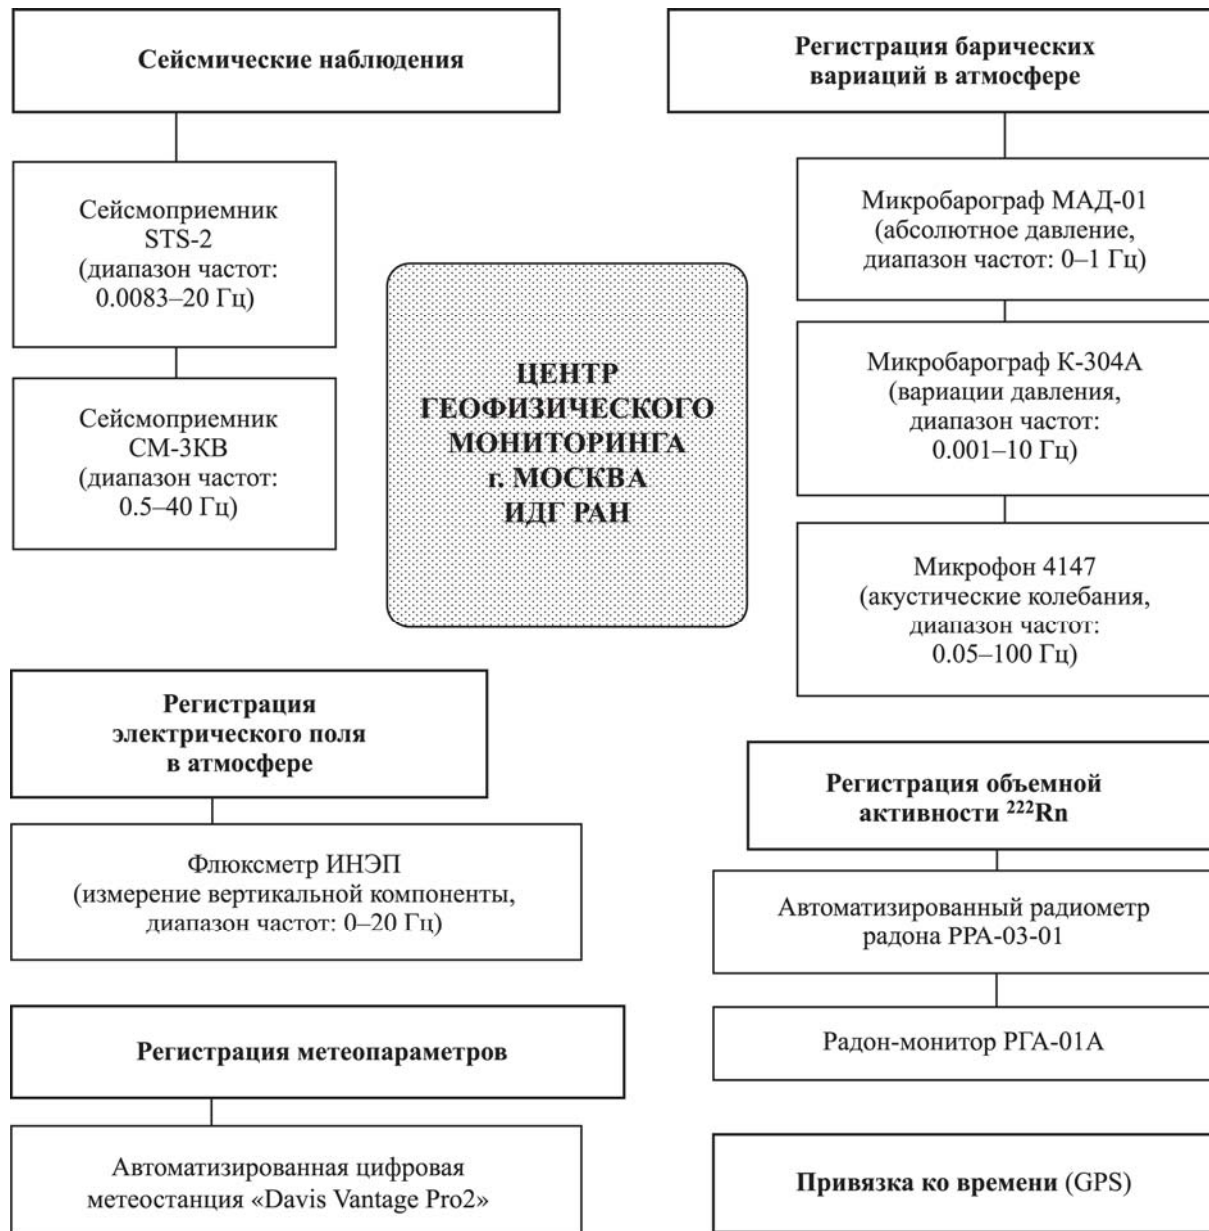 Сейсмические наблюдения
Сейсмоприемник
STS-2
(диапазон частот:
0.0083–20 Гц)
Сейсмоприемник
СМ-3КВ
(диапазон частот:
0.5–40 Гц)
Регистрация барических
вариаций в атмосфере
Микробарограф МАД-01
(абсолютное давление,
диапазон частот: 0–1 Гц)
Микробарограф К-304А
(вариации давления,
диапазон частот:
0.001–10 Гц)
Микрофон 4147
(акустические колебания,
диапазон частот:
0.05–100 Гц)
ЦЕНТР
ГЕОФИЗИЧЕСКОГО
МОНИТОРИНГА
г. МОСКВА
ИДГ РАН
Регистрация
электрического поля
в атмосфере
Флюксметр ИНЭП
(измерение вертикальной компоненты,
диапазон частот: 0–20 Гц)
Регистрация объемной
активности ²²²Rn
Автоматизированный радиометр
радона РРА-03-01
Радон-монитор РГА-01А
Регистрация метеопараметров
Автоматизированная цифровая
метеостанция «Davis Vantage Pro2»
Привязка ко времени (GPS)